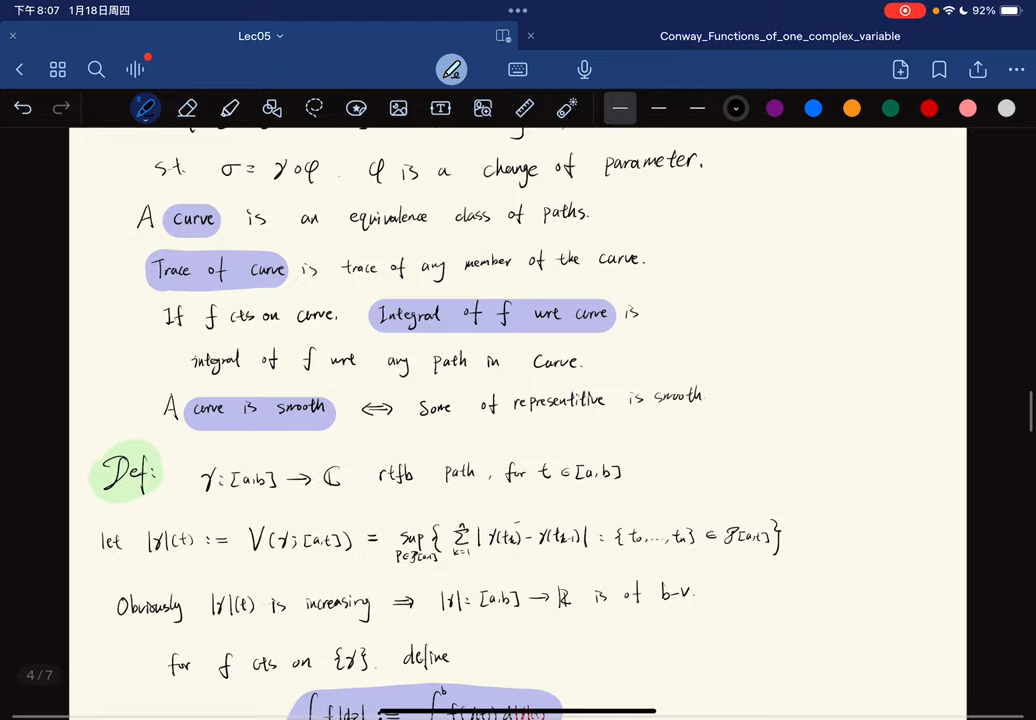 下午8:07 1月18日周四
92%
Lec05
Conway_Functions_of_one_complex_variable
s.t. σ = γ∘φ. φ is a change of parameter.
A curve is an equivalence class of paths.
Trace of curve is trace of any member of the curve.
If f cts on curve, Integral of f wrt curve is
integral of f wrt any path in Curve.
A curve is smooth ⟺ Some of representitive is smooth.
Def: γ: [a,b] → ℂ rtfb path, for t ∈ [a,b]
let |γ|(t) := V(γ; [a,t]) = sup_{P∈𝒫[a,t]} { Σ_{k=1}^{n} |γ(t_k) - γ(t_{k-1})| : {t_0, ..., t_n} ∈ 𝒫[a,t] }
Obviously |γ|(t) is increasing ⟹ |γ| : [a,b] → ℝ is of b-v.
for f cts on {γ}. define
4/7
∫ f |dz| := ∫^b f(γ(t)) d|γ|(t)